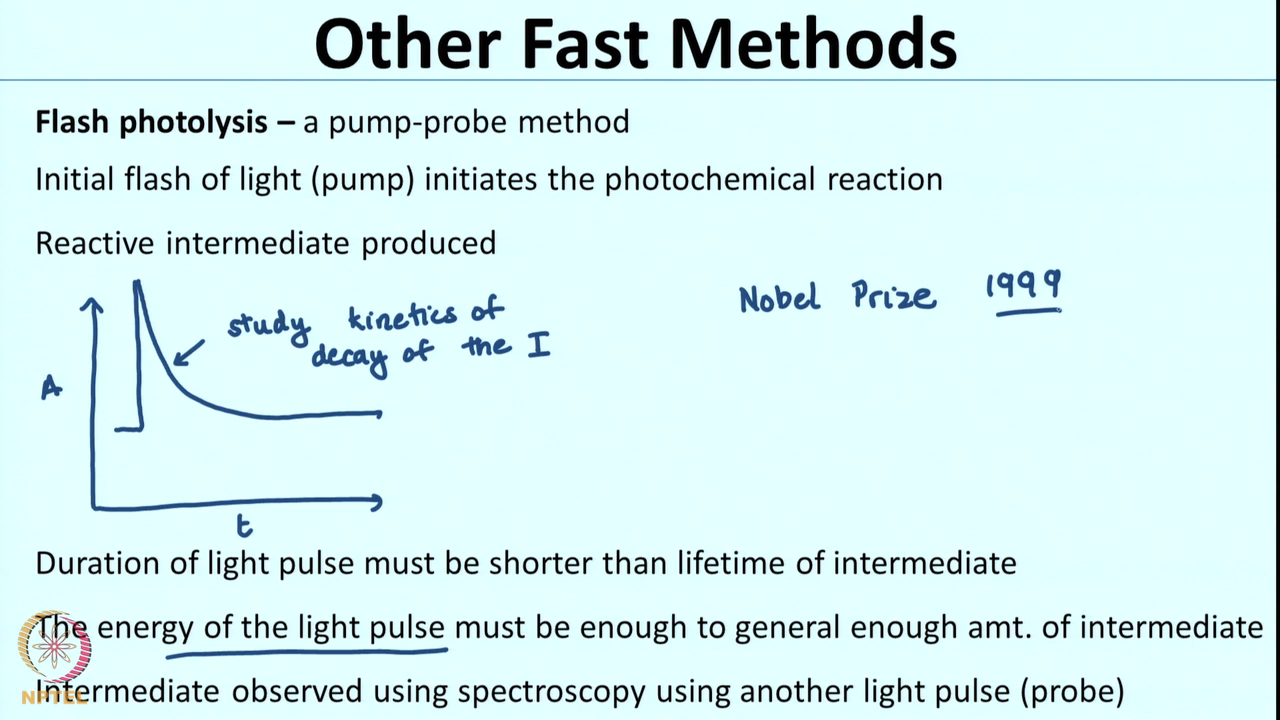 Other Fast Methods
Flash photolysis – a pump-probe method
Initial flash of light (pump) initiates the photochemical reaction
Reactive intermediate produced
Nobel Prize 1999
study kinetics of
decay of the I
A
t
Duration of light pulse must be shorter than lifetime of intermediate
The energy of the light pulse must be enough to general enough amt. of intermediate
Intermediate observed using spectroscopy using another light pulse (probe)
NPTEL